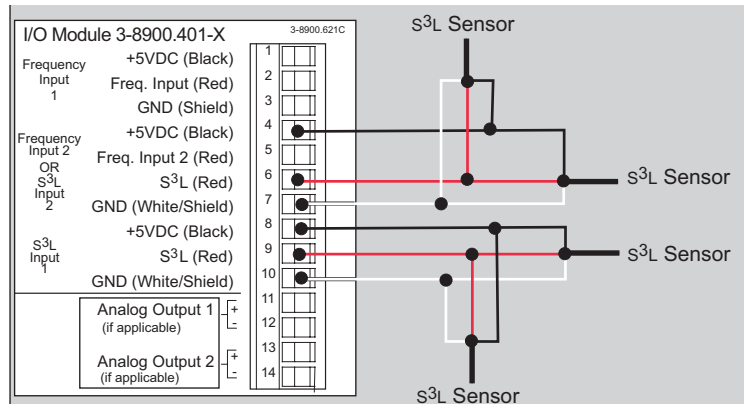 I/O Module 3-8900.401-X
3-8900.621C
Frequency
Input
1
+5VDC (Black)
Freq. Input (Red)
GND (Shield)
Frequency
Input 2
OR
S³L
Input
2
+5VDC (Black)
Freq. Input 2 (Red)
S³L (Red)
GND (White/Shield)
S³L
Input
1
+5VDC (Black)
S³L (Red)
GND (White/Shield)
Analog Output 1
(if applicable)
+
-
Analog Output 2
(if applicable)
+
-
1
2
3
4
5
6
7
8
9
10
11
12
13
14
S³L Sensor
S³L Sensor
S³L Sensor
S³L Sensor